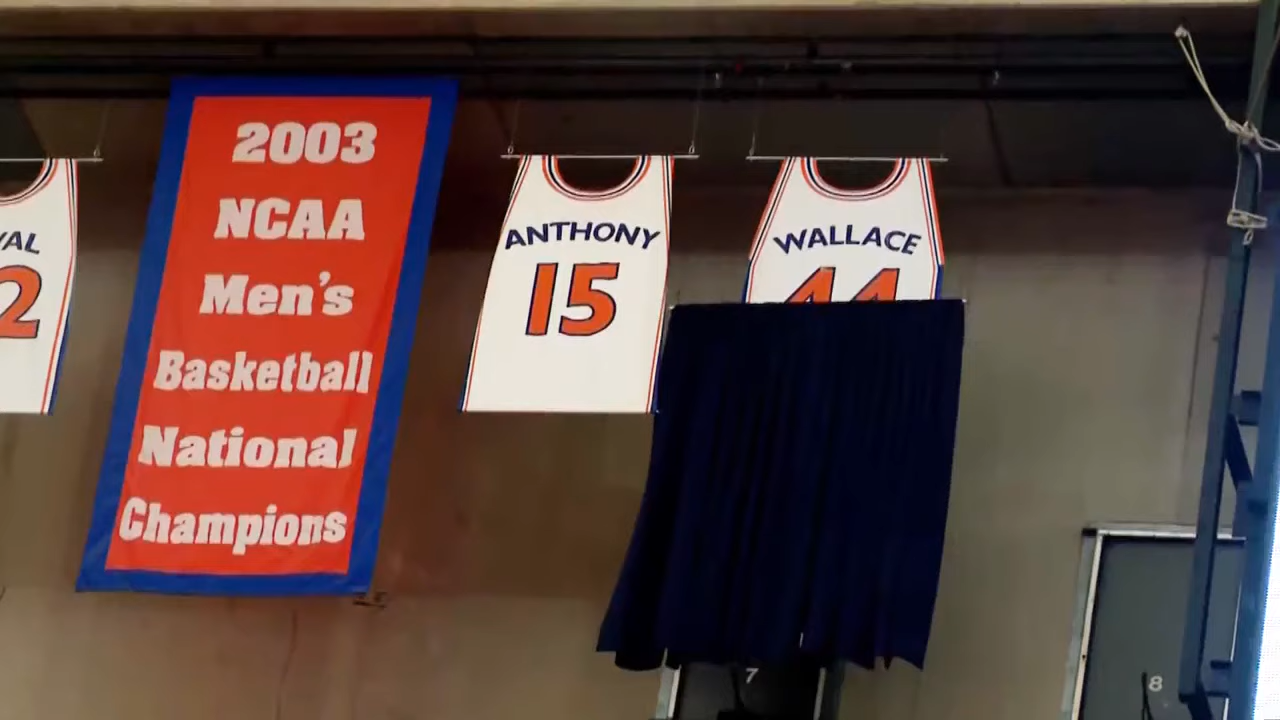 2003
NCAA
Men's
Basketball
National
Champions
VAL
2
ANTHONY
15
WALLACE
44
7
8